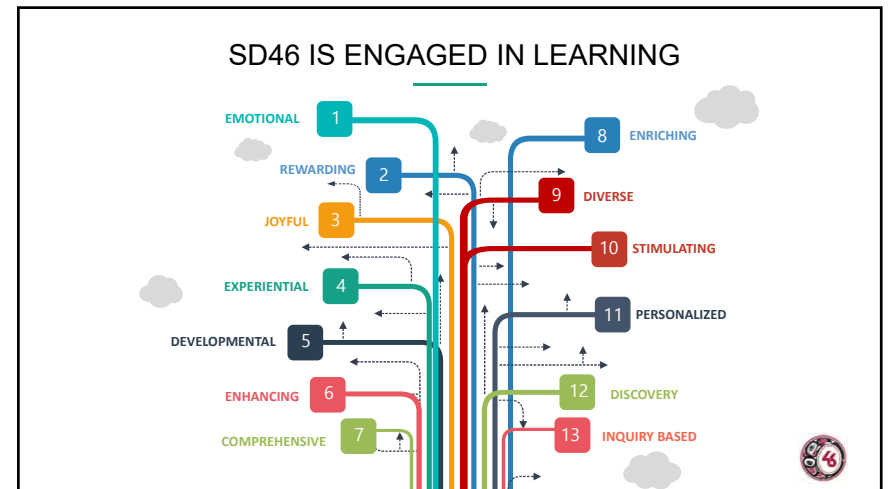 SD46 IS ENGAGED IN LEARNING
EMOTIONAL 1
REWARDING 2
JOYFUL 3
EXPERIENTIAL 4
DEVELOPMENTAL 5
ENHANCING 6
COMPREHENSIVE 7
8 ENRICHING
9 DIVERSE
10 STIMULATING
11 PERSONALIZED
12 DISCOVERY
13 INQUIRY BASED
46